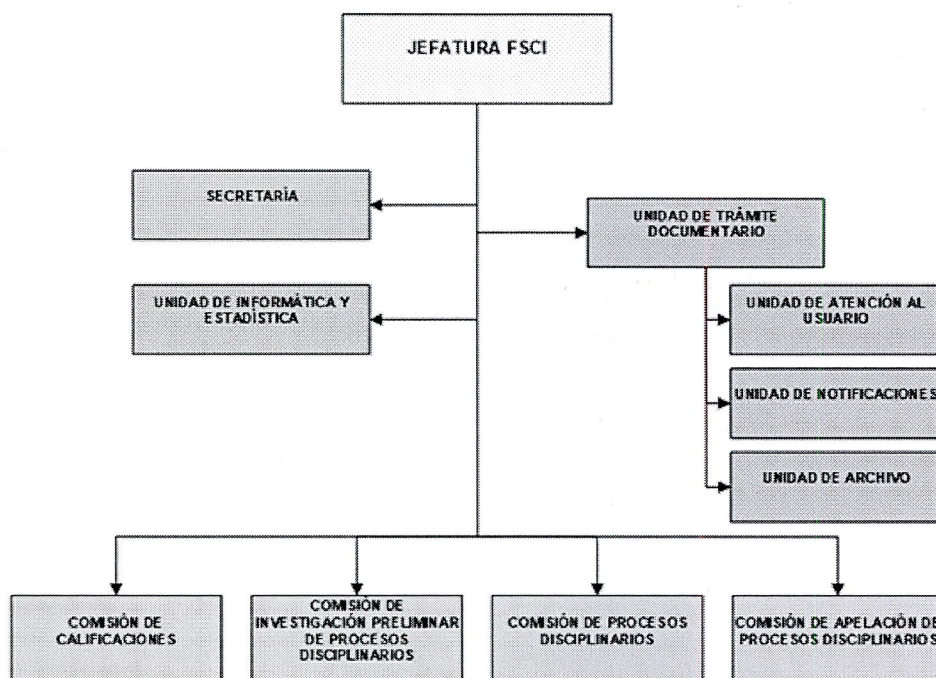 JEFATURA FSCI
SECRETARÍA
UNIDAD DE TRÁMITE
DOCUMENTARIO
UNIDAD DE INFORMÁTICA Y
ESTADÍSTICA
UNIDAD DE ATENCIÓN AL
USUARIO
UNIDAD DE NOTIFICACIONES
UNIDAD DE ARCHIVO
COMISIÓN DE
CALIFICACIONES
COMISIÓN DE
INVESTIGACIÓN PRELIMINAR
DE PROCESOS
DISCIPLINARIOS
COMISIÓN DE PROCESOS
DISCIPLINARIOS
COMISIÓN DE APELACIÓN DE
PROCESOS DISCIPLINARIOS